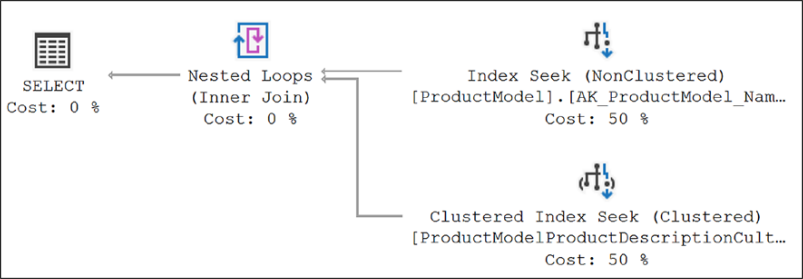 SELECT
Cost: 0 %
Nested Loops
(Inner Join)
Cost: 0 %
Index Seek (NonClustered)
[ProductModel].[AK_ProductModel_Nam…
Cost: 50 %
Clustered Index Seek (Clustered)
[ProductModelProductDescriptionCult…
Cost: 50 %